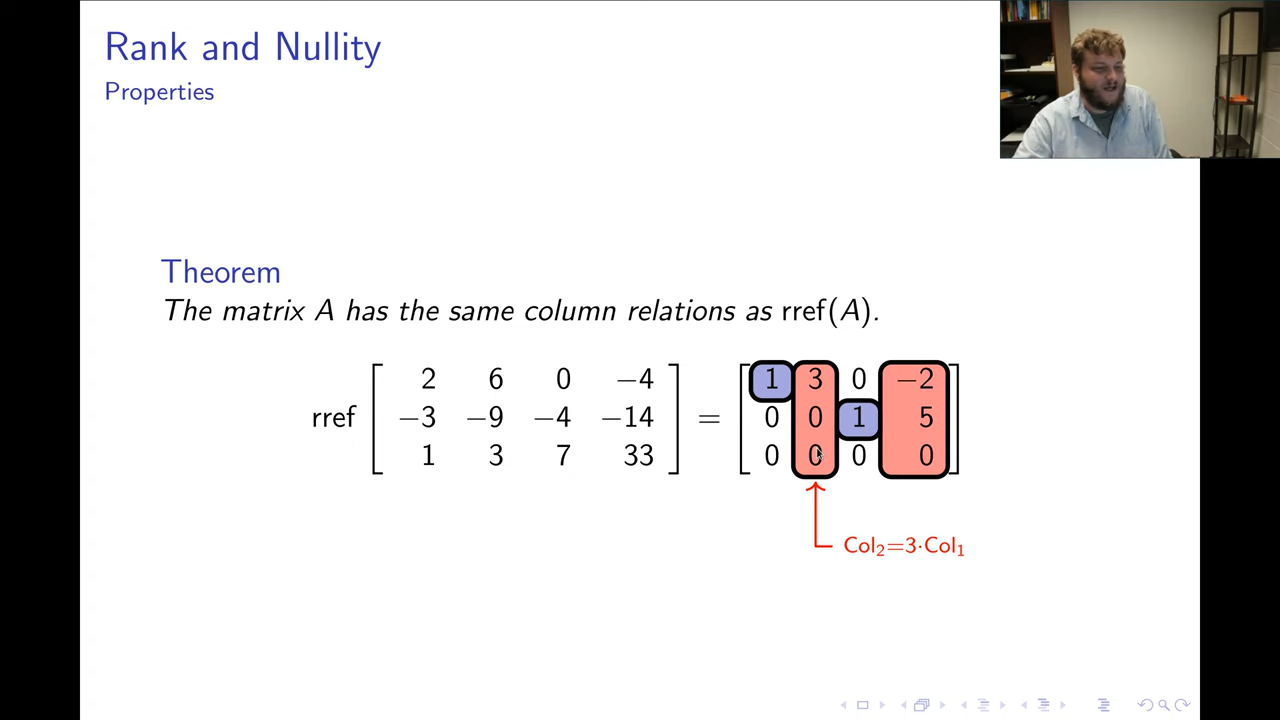 Rank and Nullity
Properties
Theorem
The matrix A has the same column relations as rref(A).
2 6 0 −4 1 3 0 −2
rref −3 −9 −4 −14 = 0 0 1 5
1 3 7 33 0 0 0 0
Col₂=3·Col₁